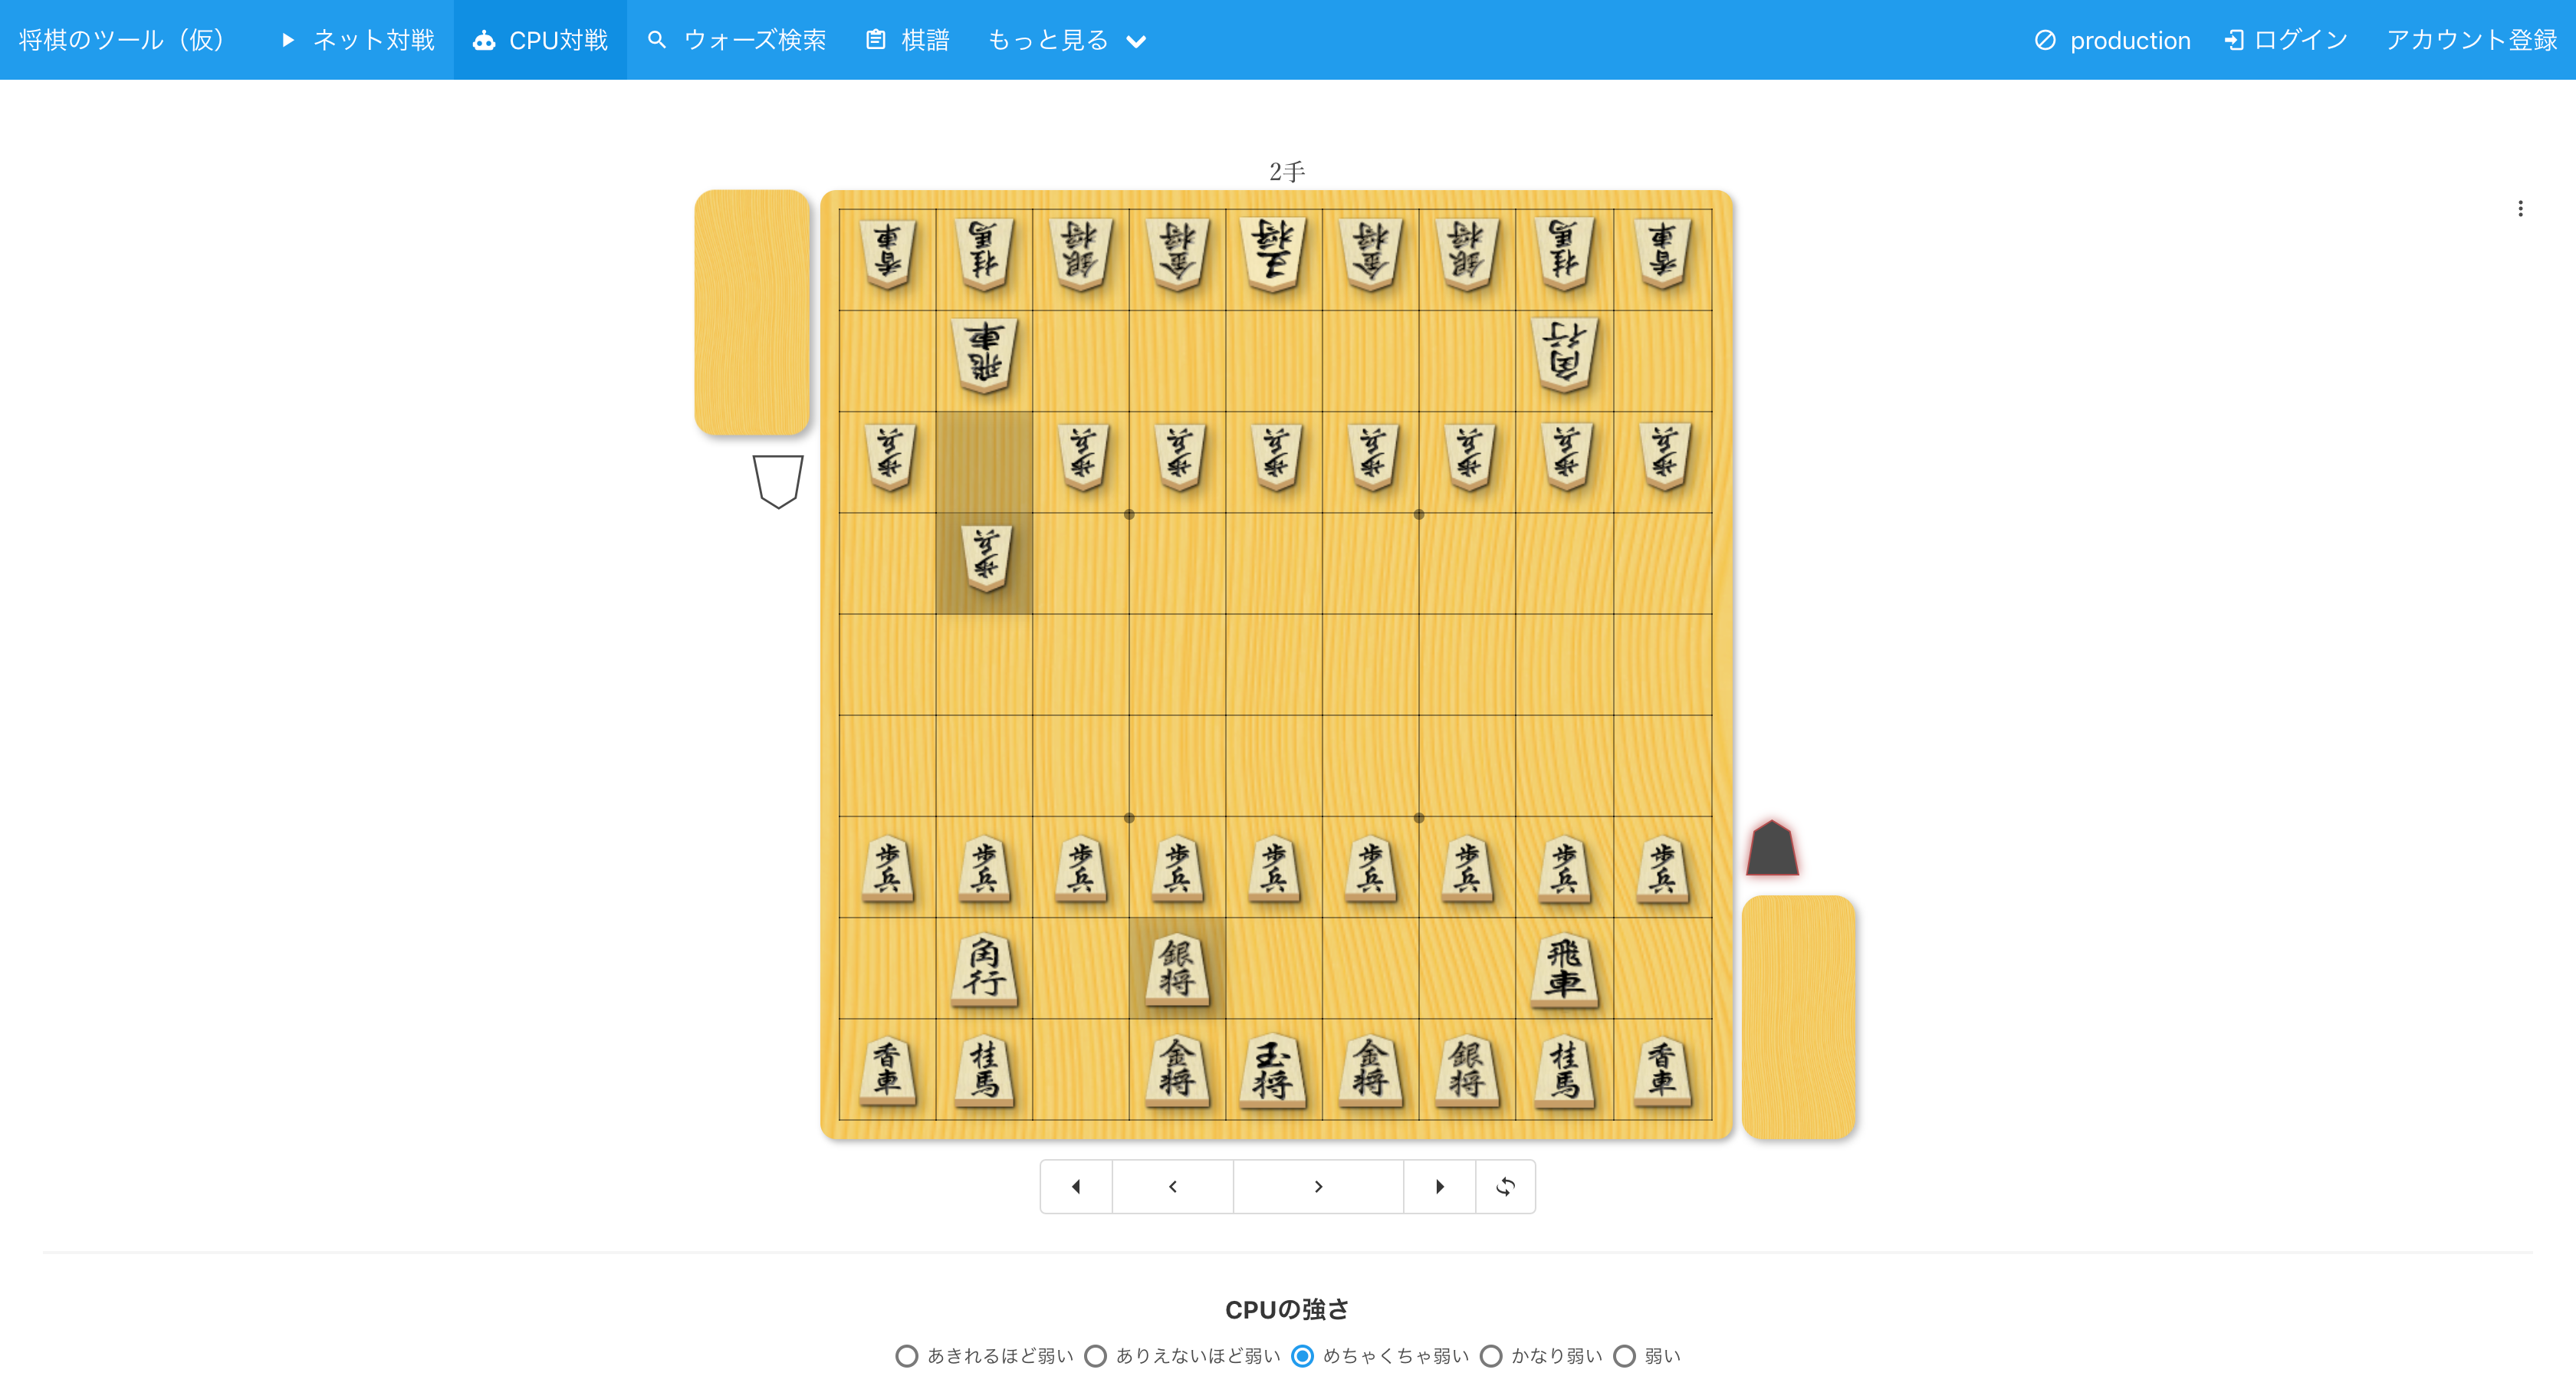 将棋のツール（仮） ネット対戦 CPU対戦 ウォーズ検索 棋譜 もっと見る production ログイン アカウント登録
2手
香車 桂馬 銀将 金将 王将 金将 銀将 桂馬 香車
飛車 角行
歩兵 歩兵 歩兵 歩兵 歩兵 歩兵 歩兵 歩兵
歩兵
歩兵 歩兵 歩兵 歩兵 歩兵 歩兵 歩兵 歩兵 歩兵
角行 銀将 飛車
香車 桂馬 金将 玉将 金将 銀将 桂馬 香車
CPUの強さ
あきれるほど弱い ありえないほど弱い めちゃくちゃ弱い かなり弱い 弱い